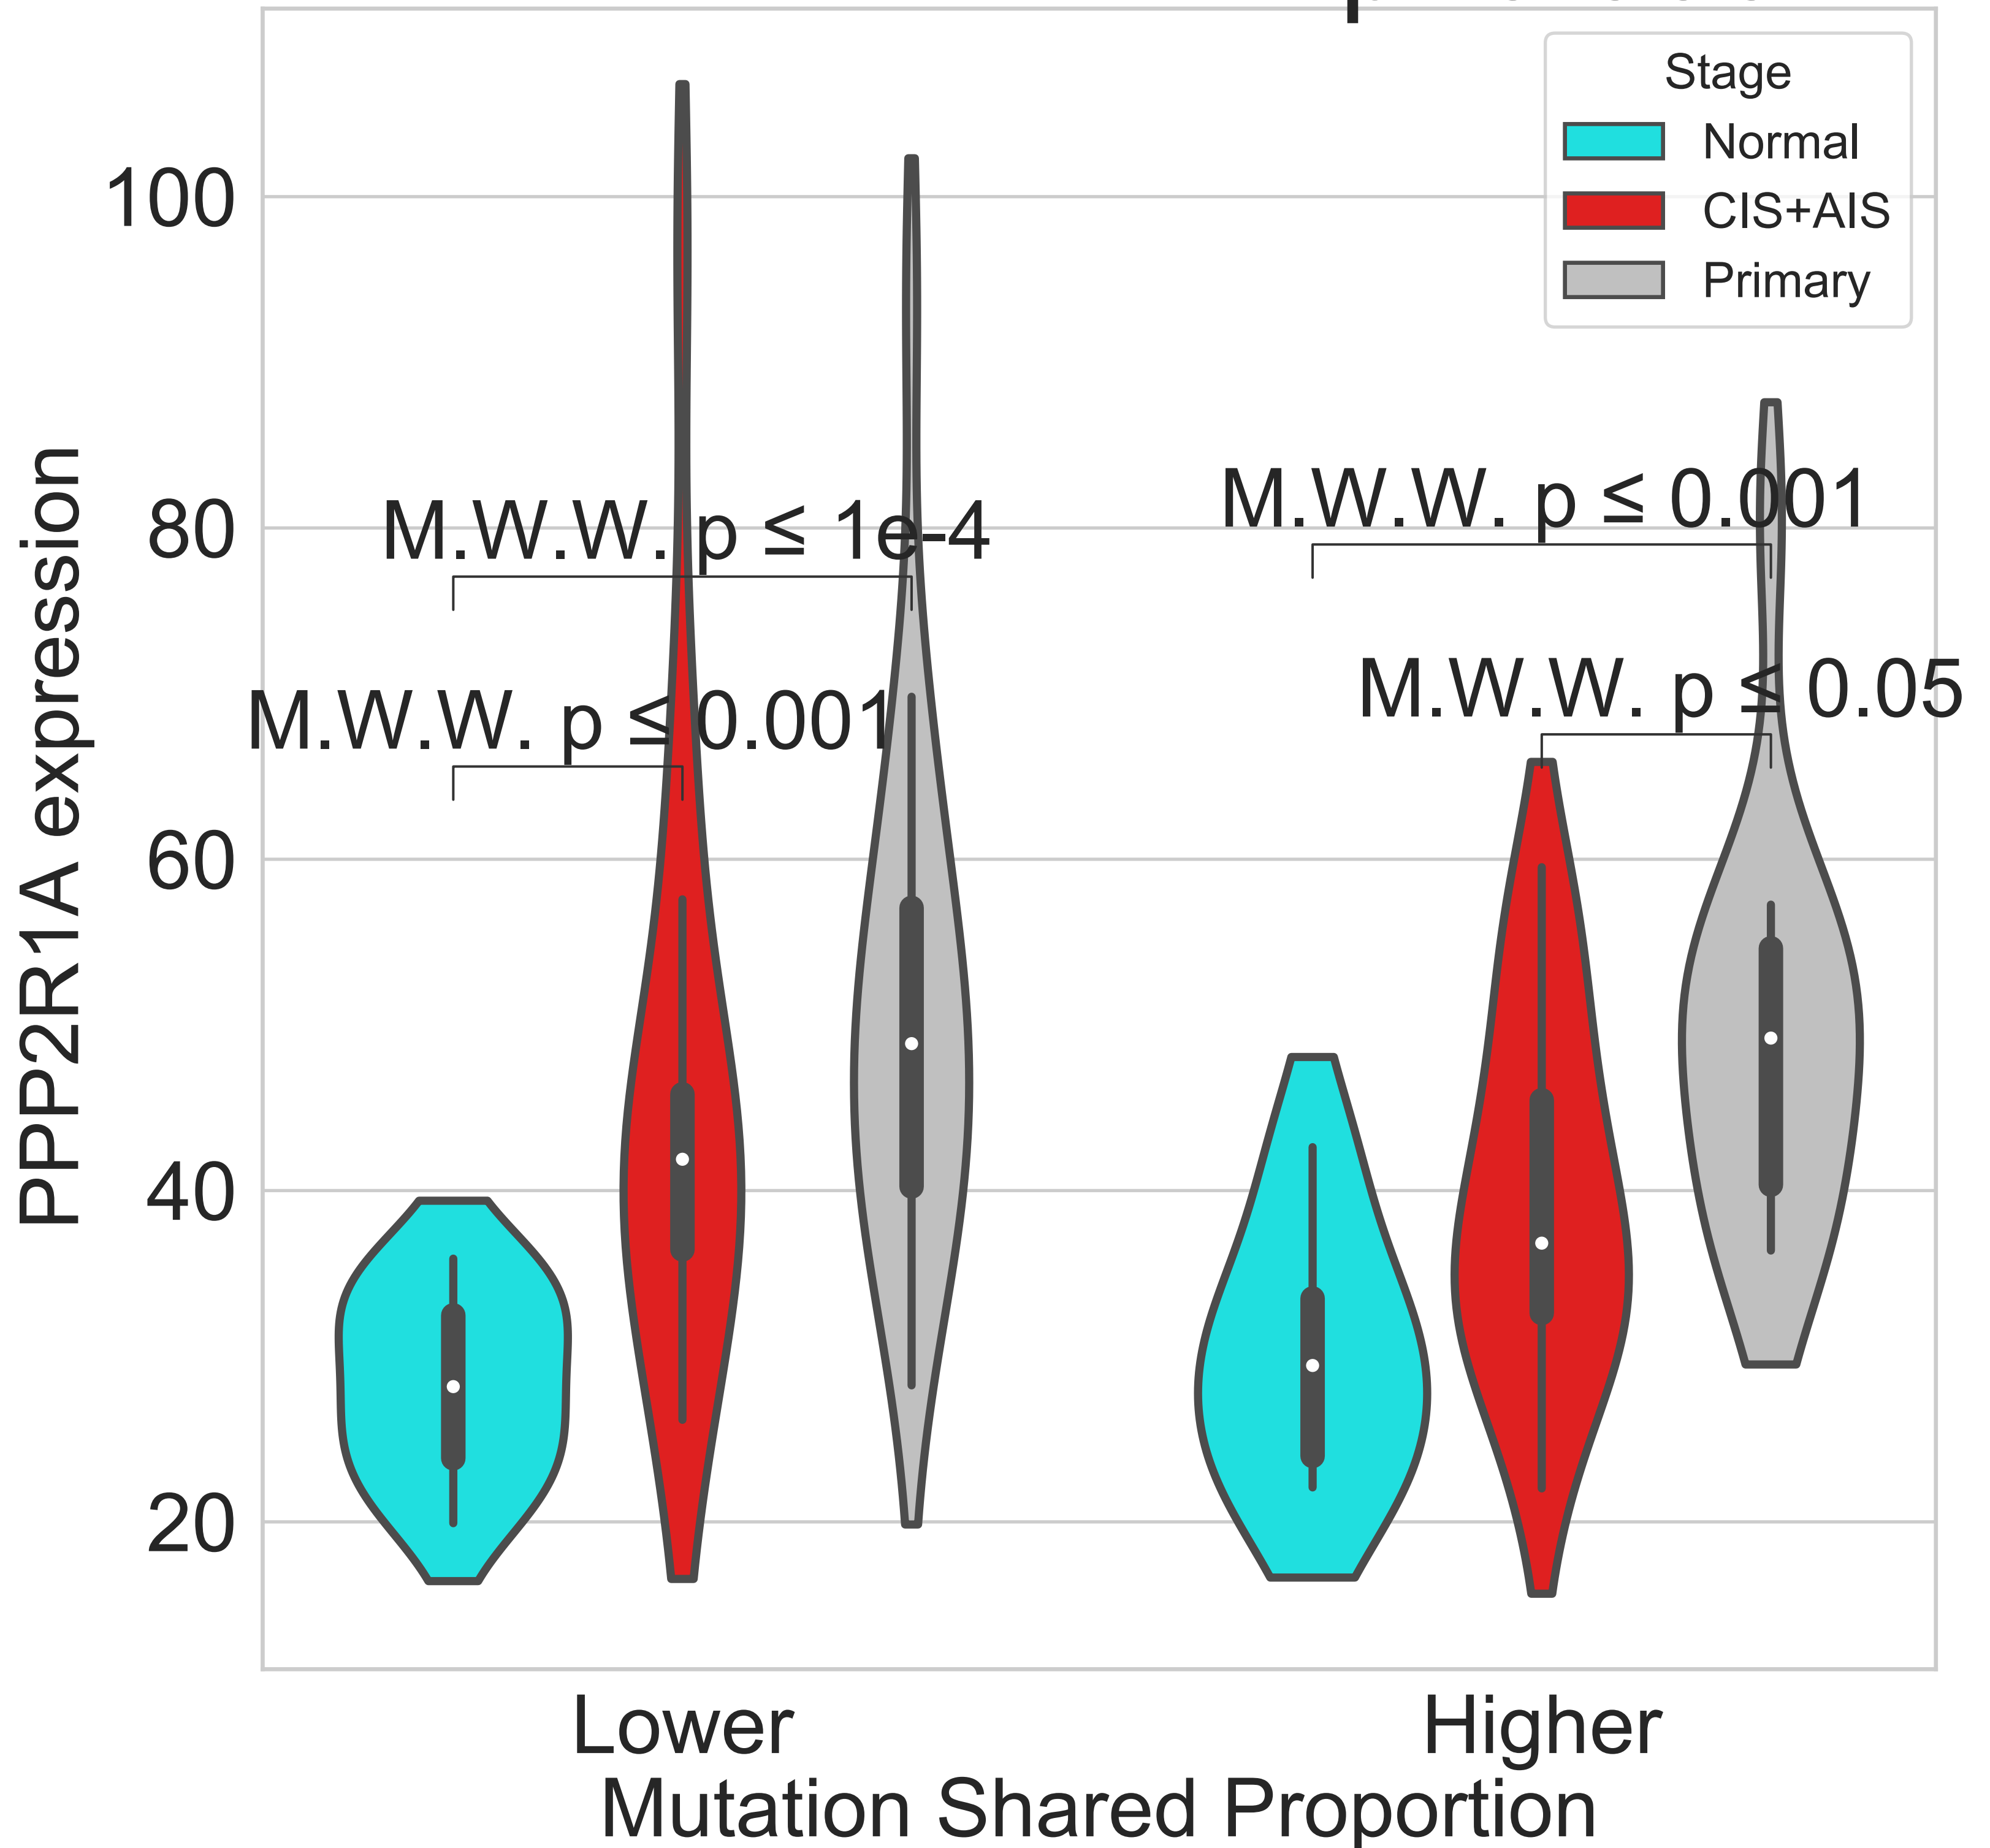 Stage
Normal
CIS+AIS
Primary
PPP2R1A expression
100
80
60
40
20
M.W.W. p ≤ 1e-4
M.W.W. p ≤ 0.001
M.W.W. p ≤ 0.001
M.W.W. p ≤ 0.05
Lower
Higher
Mutation Shared Proportion